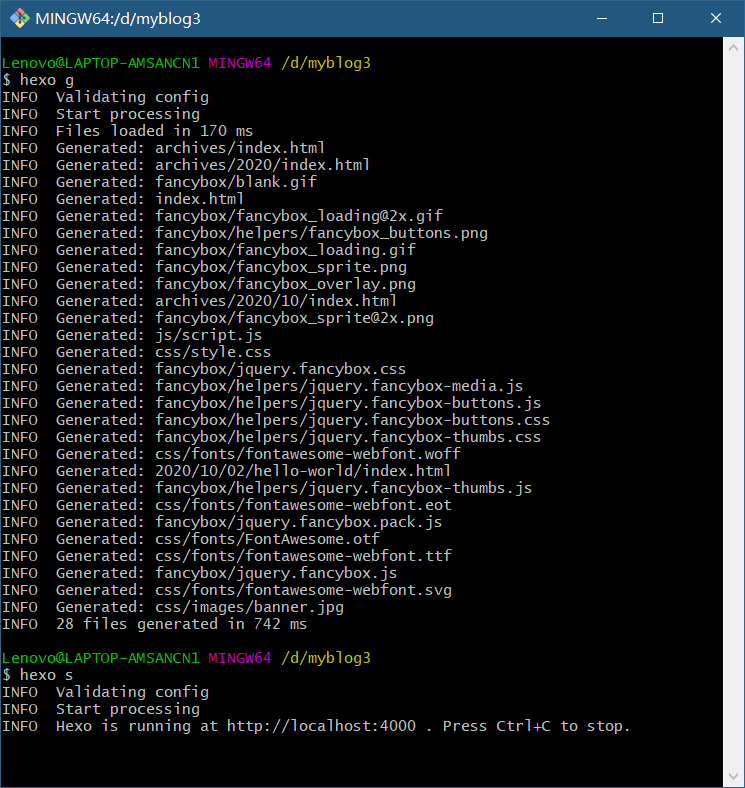 MINGW64:/d/myblog3
Lenovo@LAPTOP-AMSANCN1 MINGW64 /d/myblog3
$ hexo g
INFO  Validating config
INFO  Start processing
INFO  Files loaded in 170 ms
INFO  Generated: archives/index.html
INFO  Generated: archives/2020/index.html
INFO  Generated: fancybox/blank.gif
INFO  Generated: index.html
INFO  Generated: fancybox/fancybox_loading@2x.gif
INFO  Generated: fancybox/helpers/fancybox_buttons.png
INFO  Generated: fancybox/fancybox_loading.gif
INFO  Generated: fancybox/fancybox_sprite.png
INFO  Generated: fancybox/fancybox_overlay.png
INFO  Generated: archives/2020/10/index.html
INFO  Generated: fancybox/fancybox_sprite@2x.png
INFO  Generated: js/script.js
INFO  Generated: css/style.css
INFO  Generated: fancybox/jquery.fancybox.css
INFO  Generated: fancybox/helpers/jquery.fancybox-media.js
INFO  Generated: fancybox/helpers/jquery.fancybox-buttons.js
INFO  Generated: fancybox/helpers/jquery.fancybox-buttons.css
INFO  Generated: fancybox/helpers/jquery.fancybox-thumbs.css
INFO  Generated: css/fonts/fontawesome-webfont.woff
INFO  Generated: 2020/10/02/hello-world/index.html
INFO  Generated: fancybox/helpers/jquery.fancybox-thumbs.js
INFO  Generated: css/fonts/fontawesome-webfont.eot
INFO  Generated: fancybox/jquery.fancybox.pack.js
INFO  Generated: css/fonts/FontAwesome.otf
INFO  Generated: css/fonts/fontawesome-webfont.ttf
INFO  Generated: fancybox/jquery.fancybox.js
INFO  Generated: css/fonts/fontawesome-webfont.svg
INFO  Generated: css/images/banner.jpg
INFO  28 files generated in 742 ms
Lenovo@LAPTOP-AMSANCN1 MINGW64 /d/myblog3
$ hexo s
INFO  Validating config
INFO  Start processing
INFO  Hexo is running at http://localhost:4000 . Press Ctrl+C to stop.